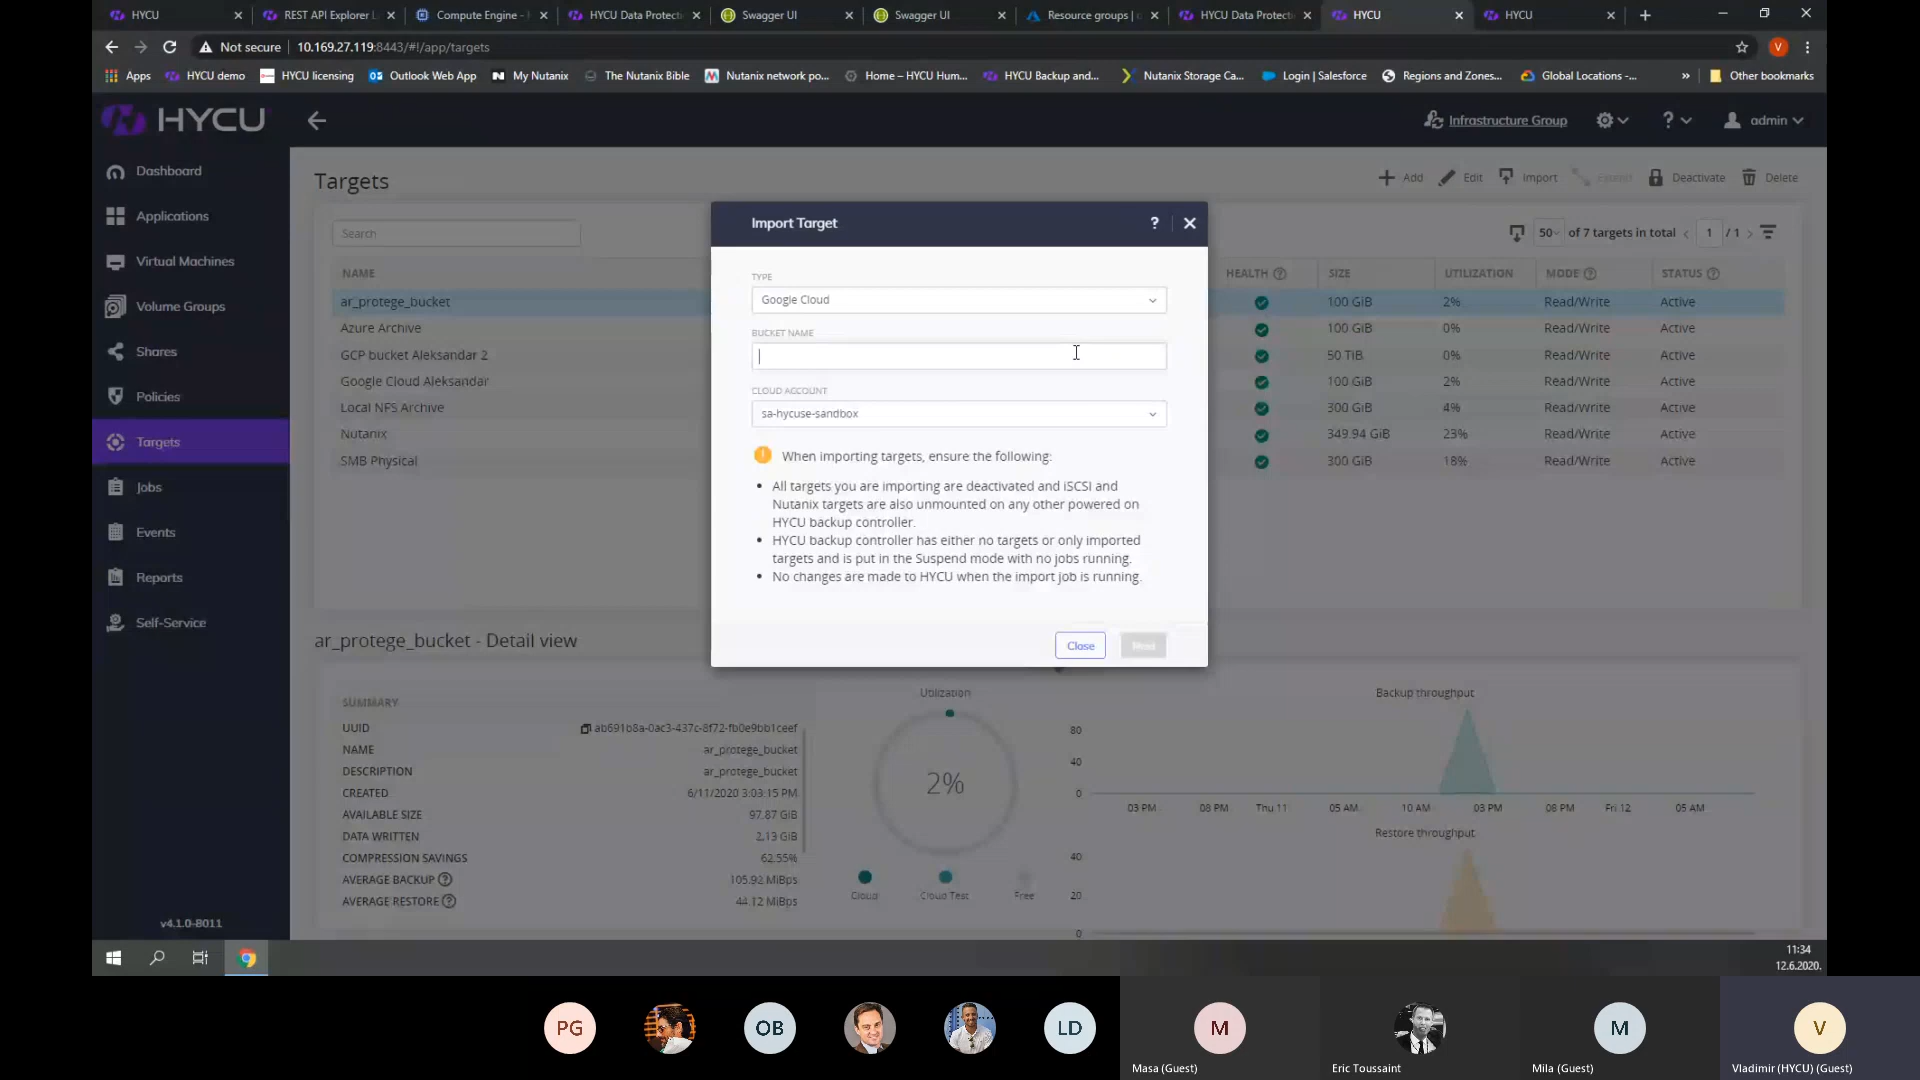 HYCU
REST API Explorer
Compute Engine -
HYCU Data Protect
Swagger UI
Swagger UI
Resource groups |
HYCU Data Protect
HYCU
HYCU
Not secure
10.169.27.119:8443/#!/app/targets
V
Apps
HYCU demo
HYCU licensing
Outlook Web App
My Nutanix
The Nutanix Bible
Nutanix network po...
Home – HYCU Hum...
HYCU Backup and...
Nutanix Storage Ca...
Login | Salesforce
Regions and Zones...
Global Locations -...
»
Other bookmarks
HYCU
Infrastructure Group
?
admin
Dashboard
Applications
Virtual Machines
Volume Groups
Shares
Policies
Targets
Jobs
Events
Reports
Self-Service
v4.1.0-8011
Targets
Add
Edit
Import
Deactivate
Delete
Search
50
of 7 targets in total
1
/ 1
NAME
HEALTH ?
SIZE
UTILIZATION
MODE ?
STATUS ?
ar_protege_bucket
100 GiB
2%
Read/Write
Active
Azure Archive
100 GiB
0%
Read/Write
Active
GCP bucket Aleksandar 2
50 TiB
0%
Read/Write
Active
Google Cloud Aleksandar
100 GiB
2%
Read/Write
Active
Local NFS Archive
300 GiB
4%
Read/Write
Active
Nutanix
349.94 GiB
23%
Read/Write
Active
SMB Physical
300 GiB
18%
Read/Write
Active
Import Target
?
TYPE
Google Cloud
BUCKET NAME
CLOUD ACCOUNT
sa-hycuse-sandbox
When importing targets, ensure the following:
• All targets you are importing are deactivated and iSCSI and
Nutanix targets are also unmounted on any other powered on
HYCU backup controller.
• HYCU backup controller has either no targets or only imported
targets and is put in the Suspend mode with no jobs running.
• No changes are made to HYCU when the import job is running.
Close
ar_protege_bucket - Detail view
SUMMARY
UUID
ab691b8a-0ac3-437c-8f72-fb0e9bb1ceef
NAME
ar_protege_bucket
DESCRIPTION
ar_protege_bucket
CREATED
6/11/2020 3:03:15 PM
AVAILABLE SIZE
97.87 GiB
DATA WRITTEN
2.13 GiB
COMPRESSION SAVINGS
62.55%
AVERAGE BACKUP ?
105.92 MiBps
AVERAGE RESTORE ?
44.12 MiBps
Utilization
2%
Cloud
Cloud Test
Free
Backup throughput
80
40
0
03 PM
08 PM
Thu 11
05 AM
10 AM
03 PM
08 PM
Fri 12
05 AM
Restore throughput
40
20
0
11:34
12.6.2020.
PG
OB
LD
M
M
V
Masa (Guest)
Eric Toussaint
Mila (Guest)
Vladimir (HYCU) (Guest)